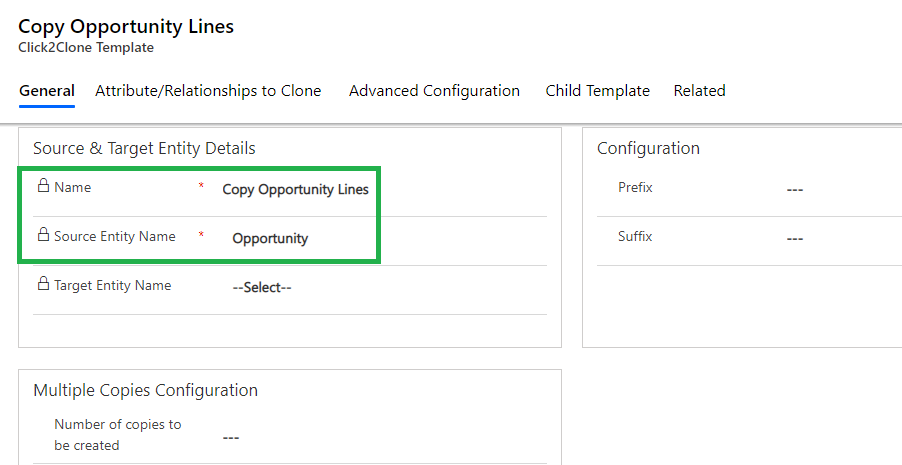 Copy Opportunity Lines
Click2Clone Template
General Attribute/Relationships to Clone Advanced Configuration Child Template Related
Source & Target Entity Details
Name * Copy Opportunity Lines
Source Entity Name * Opportunity
Target Entity Name --Select--
Configuration
Prefix ---
Suffix ---
Multiple Copies Configuration
Number of copies to
be created ---